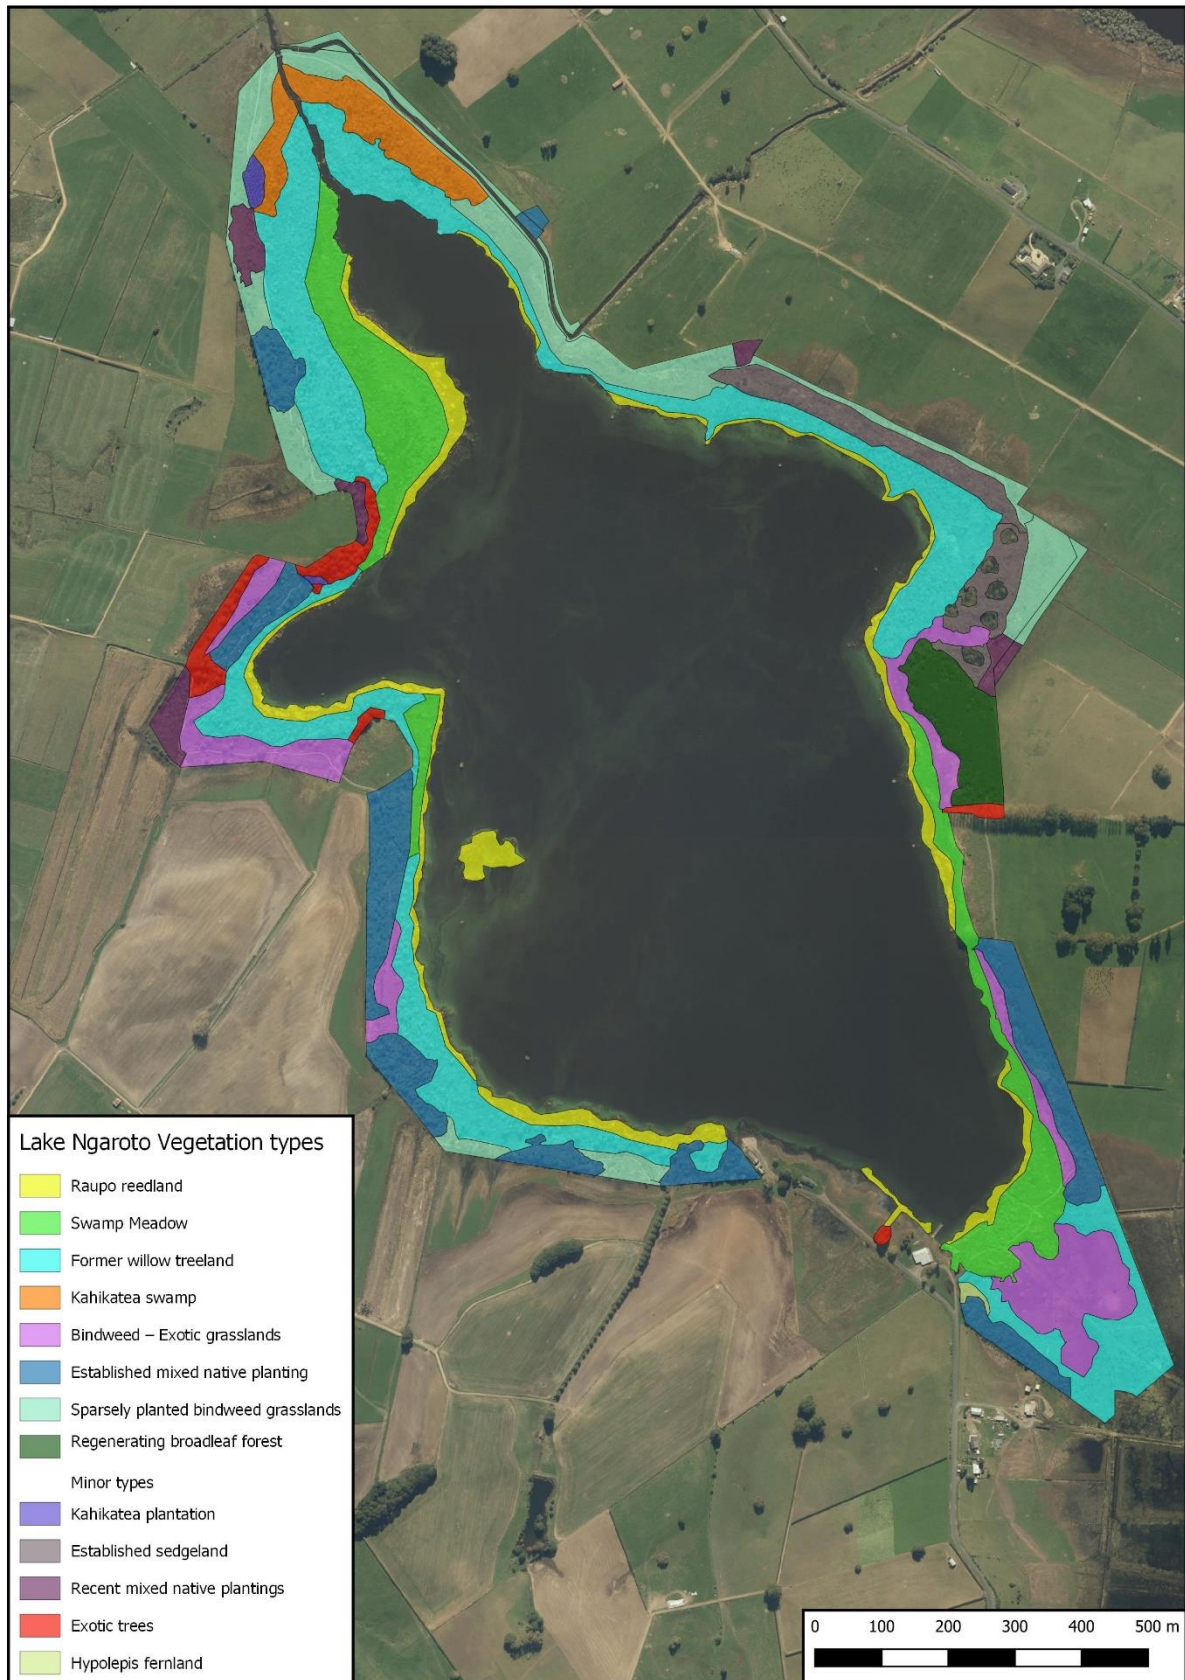 Lake Ngaroto Vegetation types
Raupo reedland
Swamp Meadow
Former willow treeland
Kahikatea swamp
Bindweed – Exotic grasslands
Established mixed native planting
Sparsely planted bindweed grasslands
Regenerating broadleaf forest
Minor types
Kahikatea plantation
Established sedgeland
Recent mixed native plantings
Exotic trees
Hypolepis fernland
0 100 200 300 400 500 m